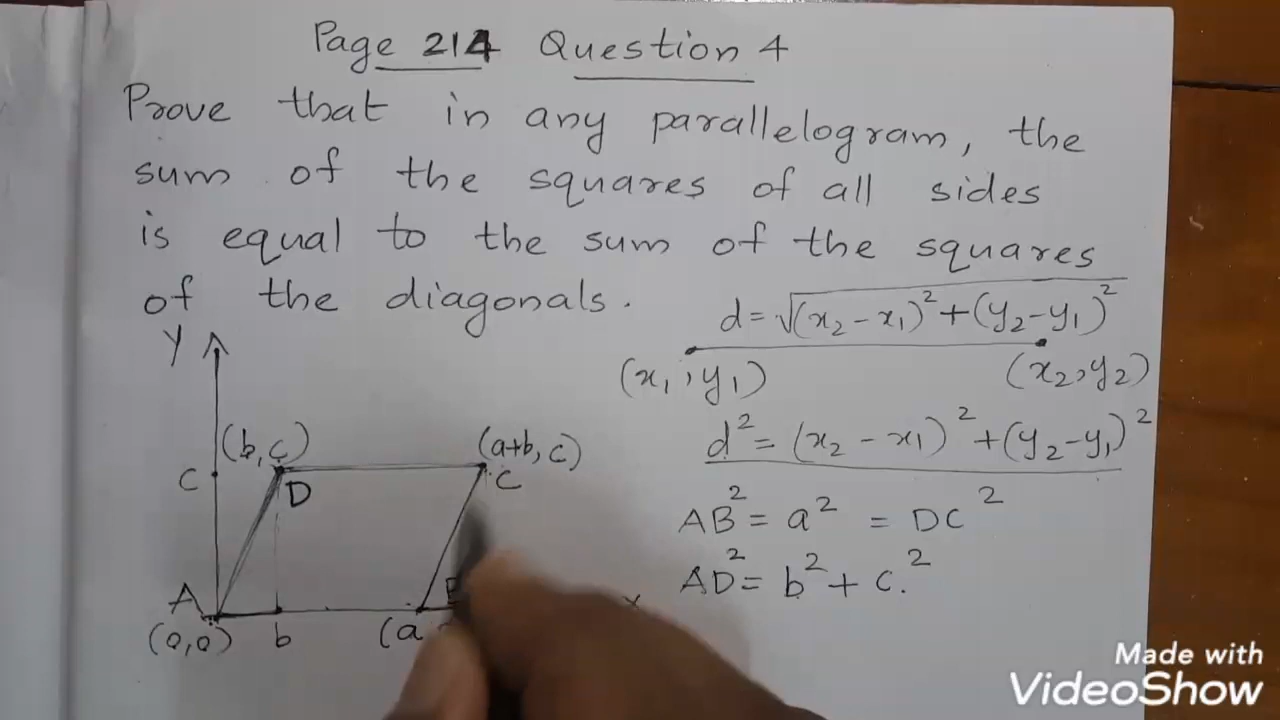 Page 214 Question 4
Prove that in any parallelogram, the
sum of the squares of all sides
is equal to the sum of the squares
of the diagonals.
d = √(x₂ - x₁)² + (y₂ - y₁)²
(x₁, y₁) (x₂, y₂)
d² = (x₂ - x₁)² + (y₂ - y₁)²
AB² = a² = DC²
AD² = b² + c.²
Y
(b, c) (a+b, c)
C D C
A
(0,0) b (a
Made with
VideoShow